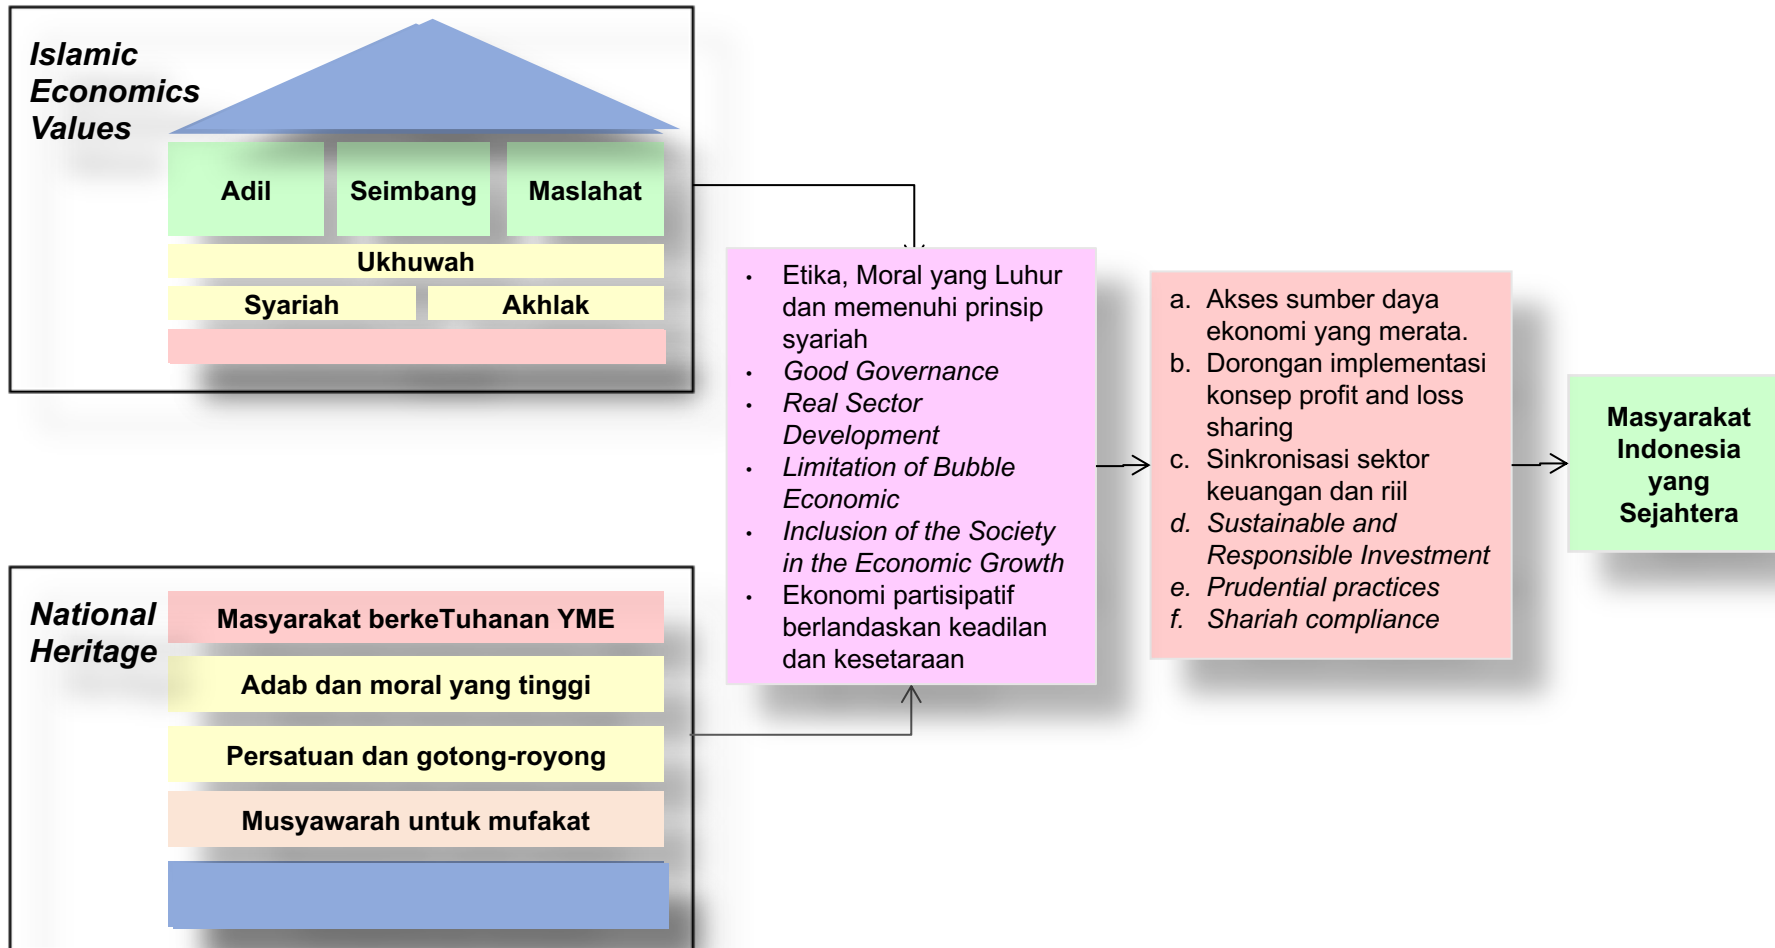 Islamic
Economics
Values
Adil
Seimbang
Maslahat
Ukhuwah
Syariah
Akhlak
National
Heritage
Masyarakat berkeTuhanan YME
Adab dan moral yang tinggi
Persatuan dan gotong-royong
Musyawarah untuk mufakat
• Etika, Moral yang Luhur
dan memenuhi prinsip
syariah
• Good Governance
• Real Sector
Development
• Limitation of Bubble
Economic
• Inclusion of the Society
in the Economic Growth
• Ekonomi partisipatif
berlandaskan keadilan
dan kesetaraan
a. Akses sumber daya
ekonomi yang merata.
b. Dorongan implementasi
konsep profit and loss
sharing
c. Sinkronisasi sektor
keuangan dan riil
d. Sustainable and
Responsible Investment
e. Prudential practices
f. Shariah compliance
Masyarakat
Indonesia
yang
Sejahtera